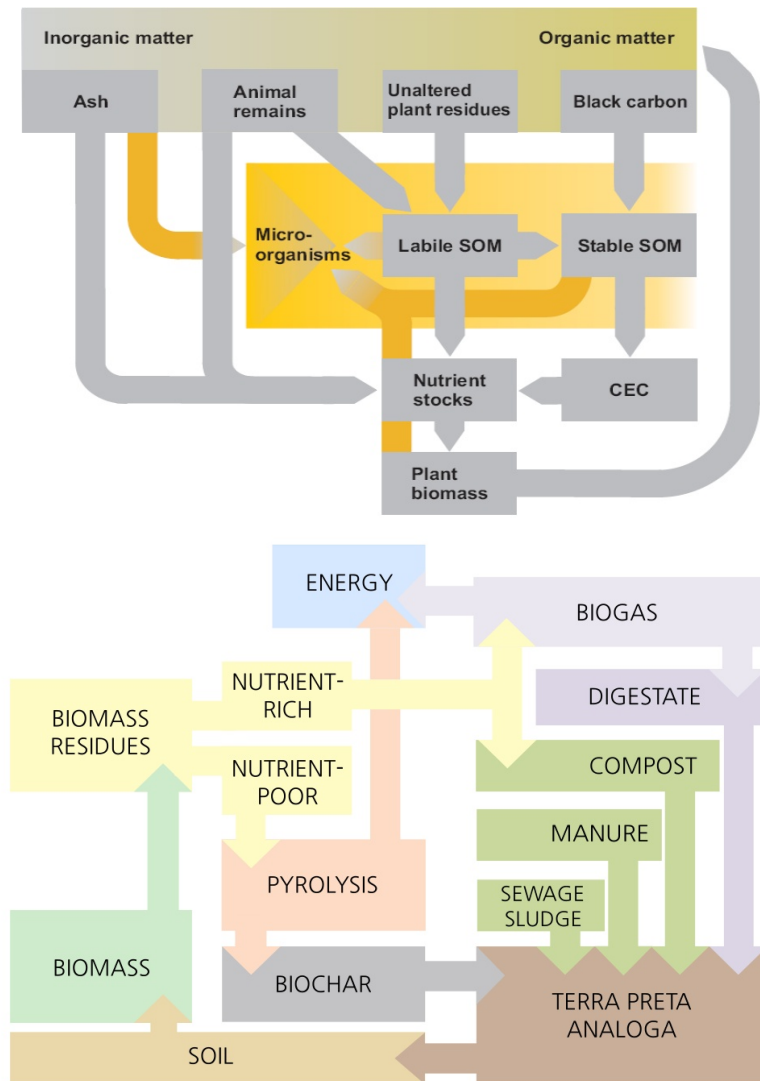 Inorganic matter
Organic matter
Ash
Animal
remains
Unaltered
plant residues
Black carbon
Micro-
organisms
Labile SOM
Stable SOM
Nutrient
stocks
CEC
Plant
biomass
ENERGY
BIOGAS
BIOMASS
RESIDUES
NUTRIENT-
RICH
DIGESTATE
NUTRIENT-
POOR
COMPOST
MANURE
PYROLYSIS
SEWAGE
SLUDGE
BIOMASS
BIOCHAR
TERRA PRETA
ANALOGA
SOIL